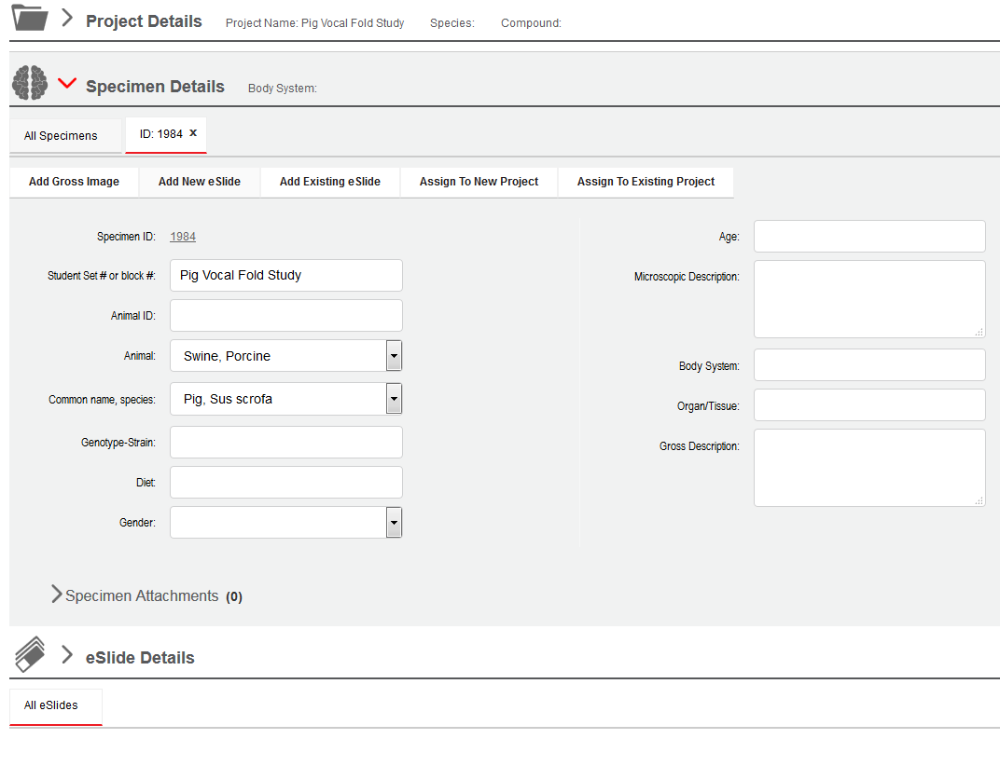 Project Details Project Name: Pig Vocal Fold Study Species: Compound:
Specimen Details Body System:
All Specimens ID: 1984 x
Add Gross Image Add New eSlide Add Existing eSlide Assign To New Project Assign To Existing Project
Specimen ID: 1984
Student Set # or block #: Pig Vocal Fold Study
Animal ID:
Animal: Swine, Porcine
Common name, species: Pig, Sus scrofa
Genotype-Strain:
Diet:
Gender:
Age:
Microscopic Description:
Body System:
Organ/Tissue:
Gross Description:
Specimen Attachments (0)
eSlide Details
All eSlides